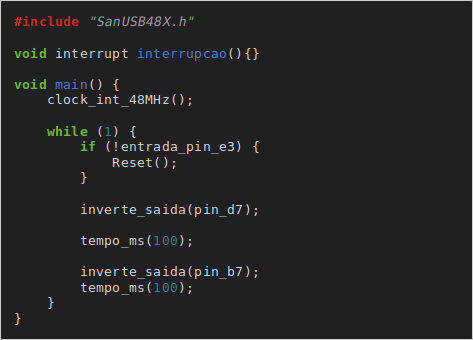 #include "SanUSB48X.h"
void interrupt interrupcao(){}
void main() {
    clock_int_48MHz();
    while (1) {
        if (!entrada_pin_e3) {
            Reset();
        }
        inverte_saida(pin_d7);
        tempo_ms(100);
        inverte_saida(pin_b7);
        tempo_ms(100);
    }
}